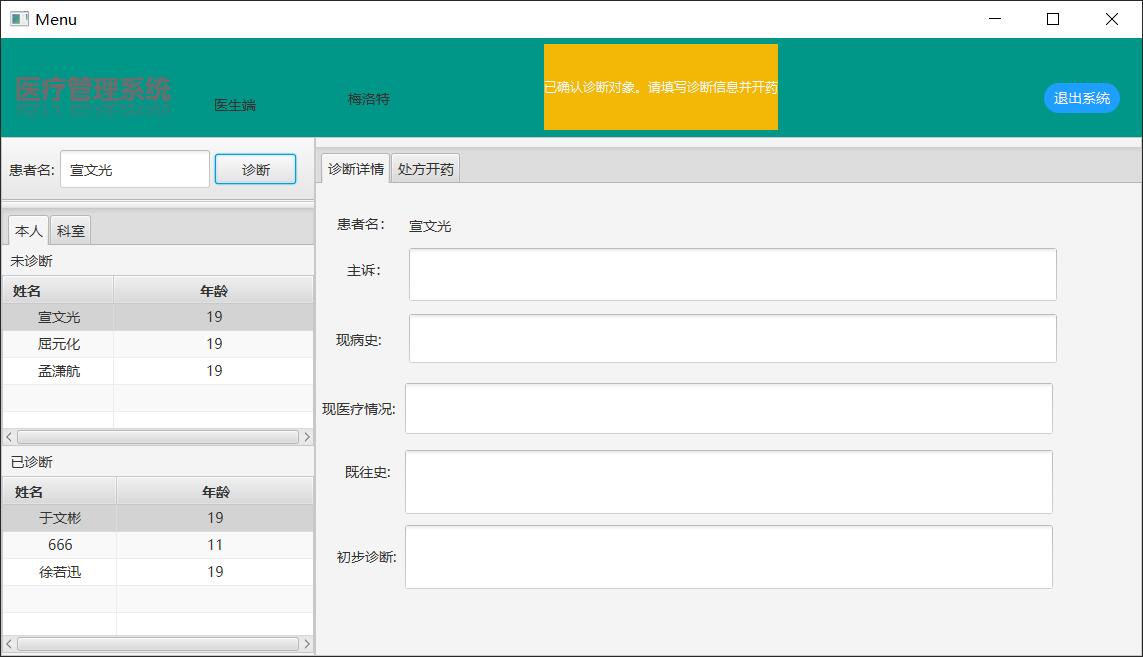 Menu
医疗管理系统
医生端
梅洛特
已确认诊断对象。请填写诊断信息并开药
退出系统
患者名: 宣文光 诊断
本人 科室
未诊断
姓名 年龄
宣文光 19
屈元化 19
孟潇航 19
已诊断
姓名 年龄
于文彬 19
666 11
徐若迅 19
诊断详情 处方开药
患者名: 宣文光
主诉:
现病史:
现医疗情况:
既往史:
初步诊断: